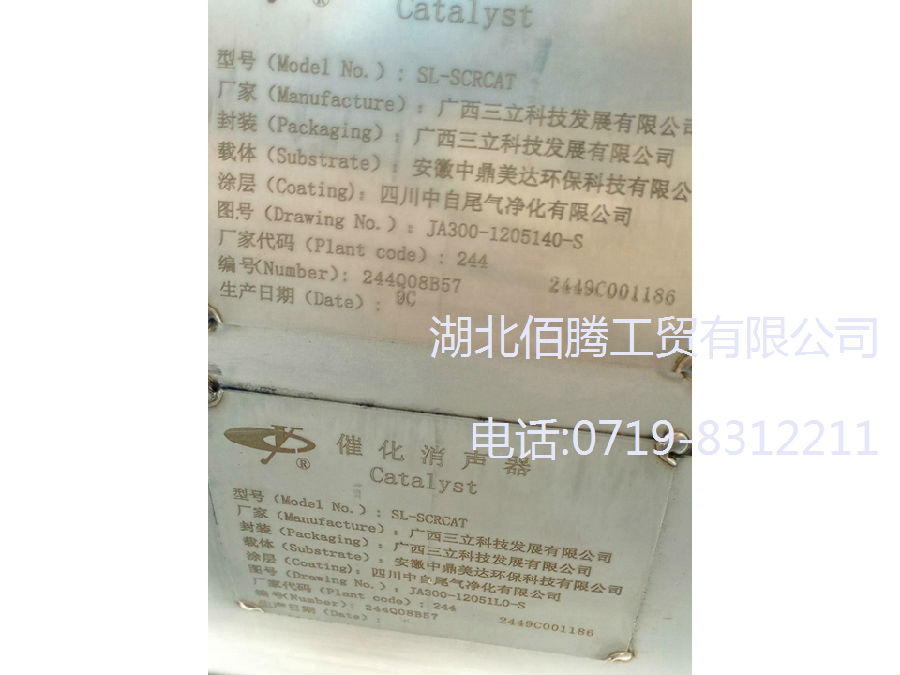 ®
Catalyst
型号 (Model No.) : SL-SCRCAT
厂家 (Manufacture) : 广西三立科技发展有限公司
封装 (Packaging) : 广西三立科技发展有限公司
载体 (Substrate) : 安徽中鼎美达环保科技有限公
涂层 (Coating): 四川中自尾气净化有限公司
图号 (Drawing No.) : JA300-1205140-S
厂家代码 (Plant code) : 244
编号(Number): 244Q08B57 2449C001186
生产日期 (Date) : 9C
湖北佰腾工贸有限公司
电话:0719-8312211
® 催化消声器
Catalyst
型号 (Model No.) : SL-SCRCAT
厂家 (Manufacture) : 广西三立科技发展有限公司
封装 (Packaging) : 广西三立科技发展有限公司
载体 (Substrate) : 安徽中鼎美达环保科技有限公司
涂层 (Coating): 四川中自尾气净化有限公司
图号 (Drawing No.) : JA300-12051L0-S
厂家代码 (Plant code) : 244
编号(Number): 244Q08B57 2449C001186
生产日期 (Date) :